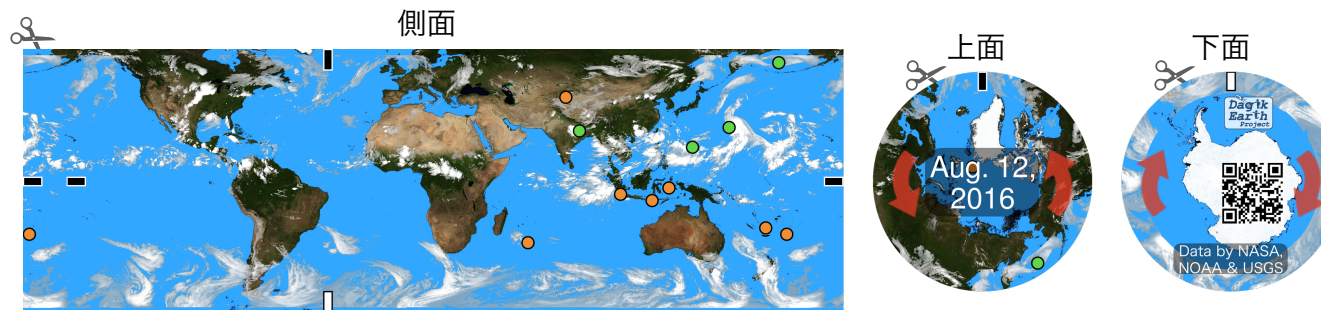 側面
上面
下面
Aug. 12,
2016
Dagik
Earth
Project
Data by NASA,
NOAA & USGS